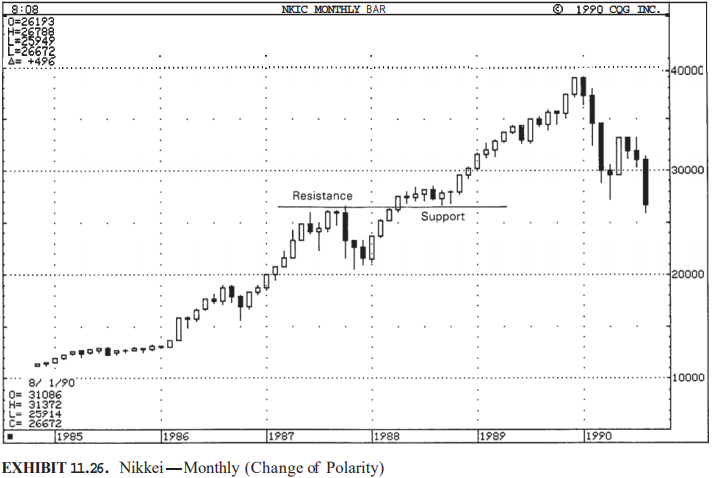 8:08 NKIC MONTHLY BAR © 1990 CQG INC.
O=26193
H=26788
L=25949
L=26672
Δ= +496
40000
30000
20000
10000
Resistance
Support
8/ 1/90
O= 31086
H= 31372
L= 25914
C= 26672
1985 1986 1987 1988 1989 1990
EXHIBIT 11.26. Nikkei—Monthly (Change of Polarity)